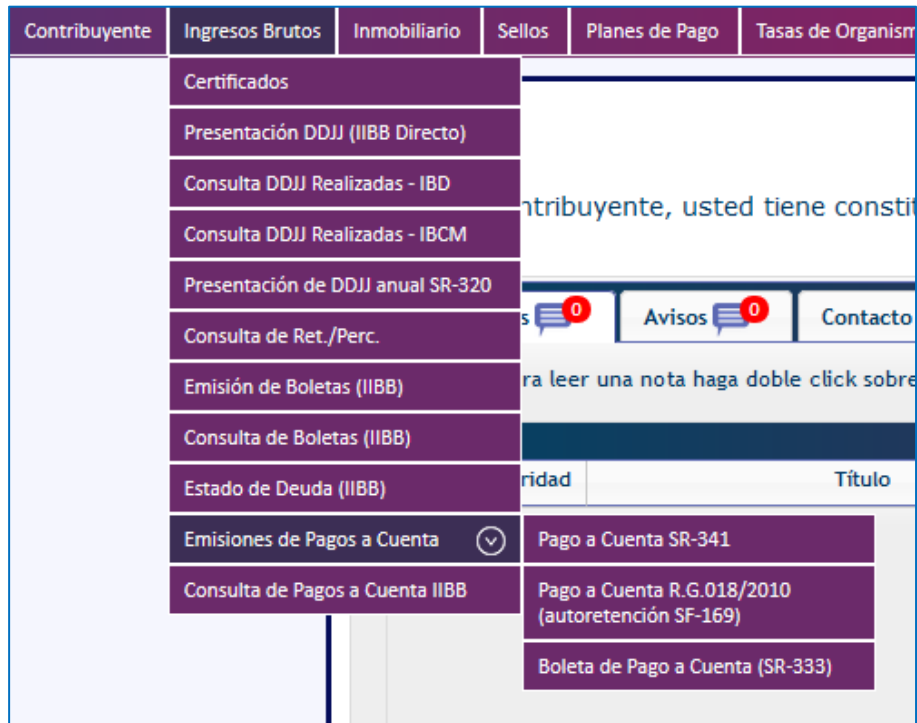 Contribuyente
Ingresos Brutos
Inmobiliario
Sellos
Planes de Pago
Tasas de Organism
Certificados
Presentación DDJJ (IIBB Directo)
Consulta DDJJ Realizadas - IBD
ntribuyente, usted tiene constit
Consulta DDJJ Realizadas - IBCM
Presentación de DDJJ anual SR-320
s 0
Avisos 0
Contacto
Consulta de Ret./Perc.
Emisión de Boletas (IIBB)
ra leer una nota haga doble click sobre
Consulta de Boletas (IIBB)
Estado de Deuda (IIBB)
ridad
Título
Emisiones de Pagos a Cuenta
Pago a Cuenta SR-341
Consulta de Pagos a Cuenta IIBB
Pago a Cuenta R.G.018/2010
(autoretención SF-169)
Boleta de Pago a Cuenta (SR-333)